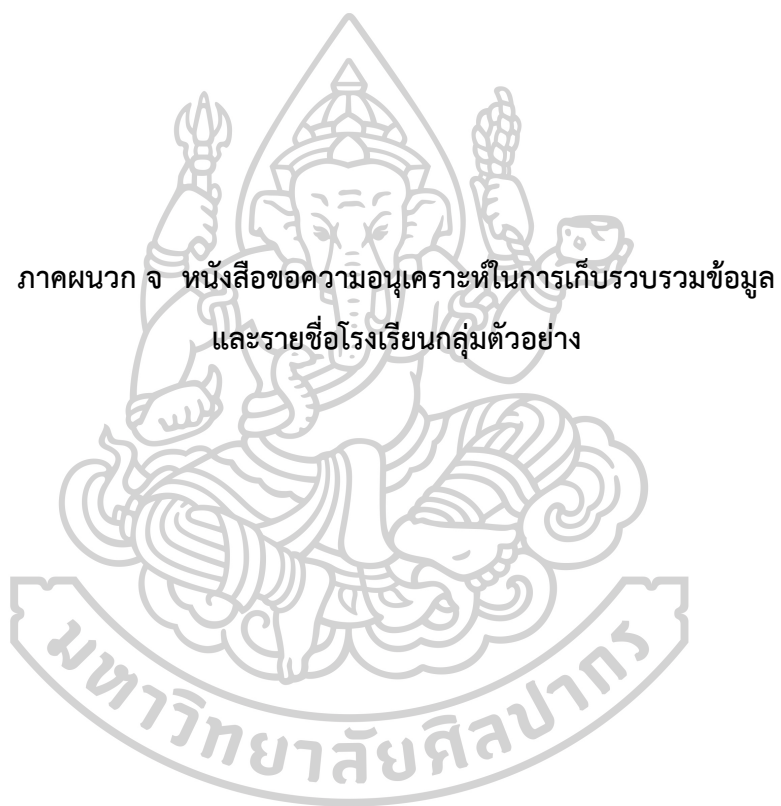 ภาคผนวก จ หนังสือขอความอนุเคราะห์ในการเก็บรวบรวมข้อมูล
และรายชื่อโรงเรียนกลุ่มตัวอย่าง
มหาวิทยาลัยศิลปากร